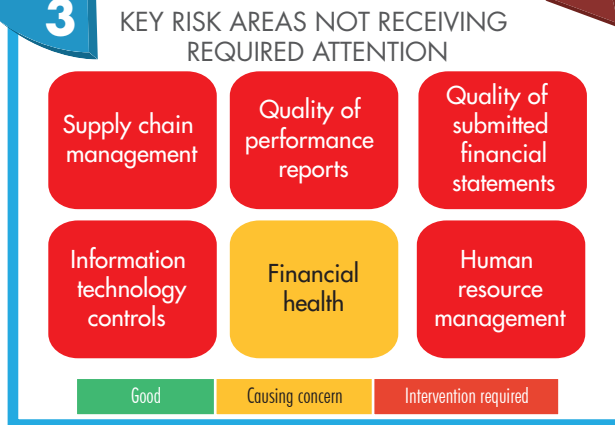 3
KEY RISK AREAS NOT RECEIVING
REQUIRED ATTENTION
Supply chain
management
Quality of
performance
reports
Quality of
submitted
financial
statements
Information
technology
controls
Financial
health
Human
resource
management
Good
Causing concern
Intervention required